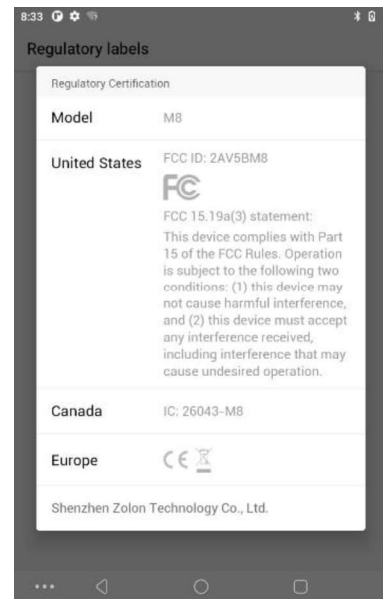 8:33
Regulatory labels
Regulatory Certification
Model M8
United States FCC ID: 2AV5BM8
FC
FCC 15.19a(3) statement:
This device complies with Part
15 of the FCC Rules. Operation
is subject to the following two
conditions: (1) this device may
not cause harmful interference,
and (2) this device must accept
any interference received,
including interference that may
cause undesired operation.
Canada IC: 26043-M8
Europe CE
Shenzhen Zolon Technology Co., Ltd.